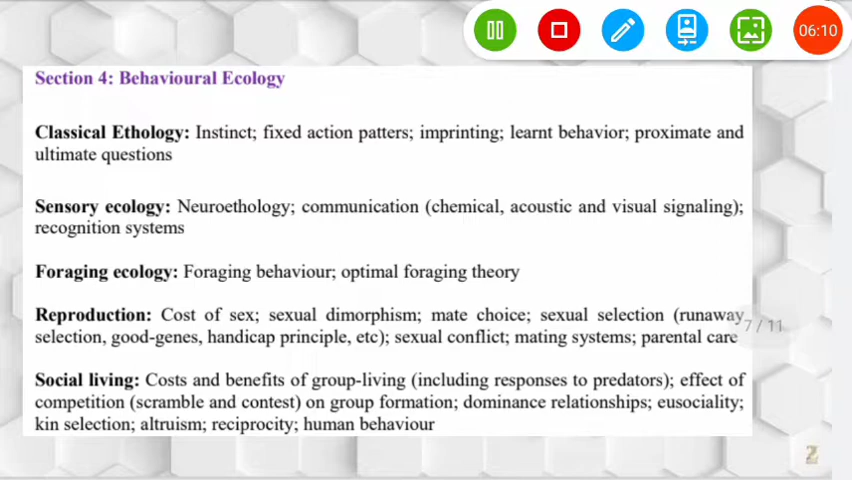 06:10
Section 4: Behavioural Ecology
Classical Ethology: Instinct; fixed action patters; imprinting; learnt behavior; proximate and
ultimate questions
Sensory ecology: Neuroethology; communication (chemical, acoustic and visual signaling);
recognition systems
Foraging ecology: Foraging behaviour; optimal foraging theory
Reproduction: Cost of sex; sexual dimorphism; mate choice; sexual selection (runaway
selection, good-genes, handicap principle, etc); sexual conflict; mating systems; parental care
7 / 11
Social living: Costs and benefits of group-living (including responses to predators); effect of
competition (scramble and contest) on group formation; dominance relationships; eusociality;
kin selection; altruism; reciprocity; human behaviour
2